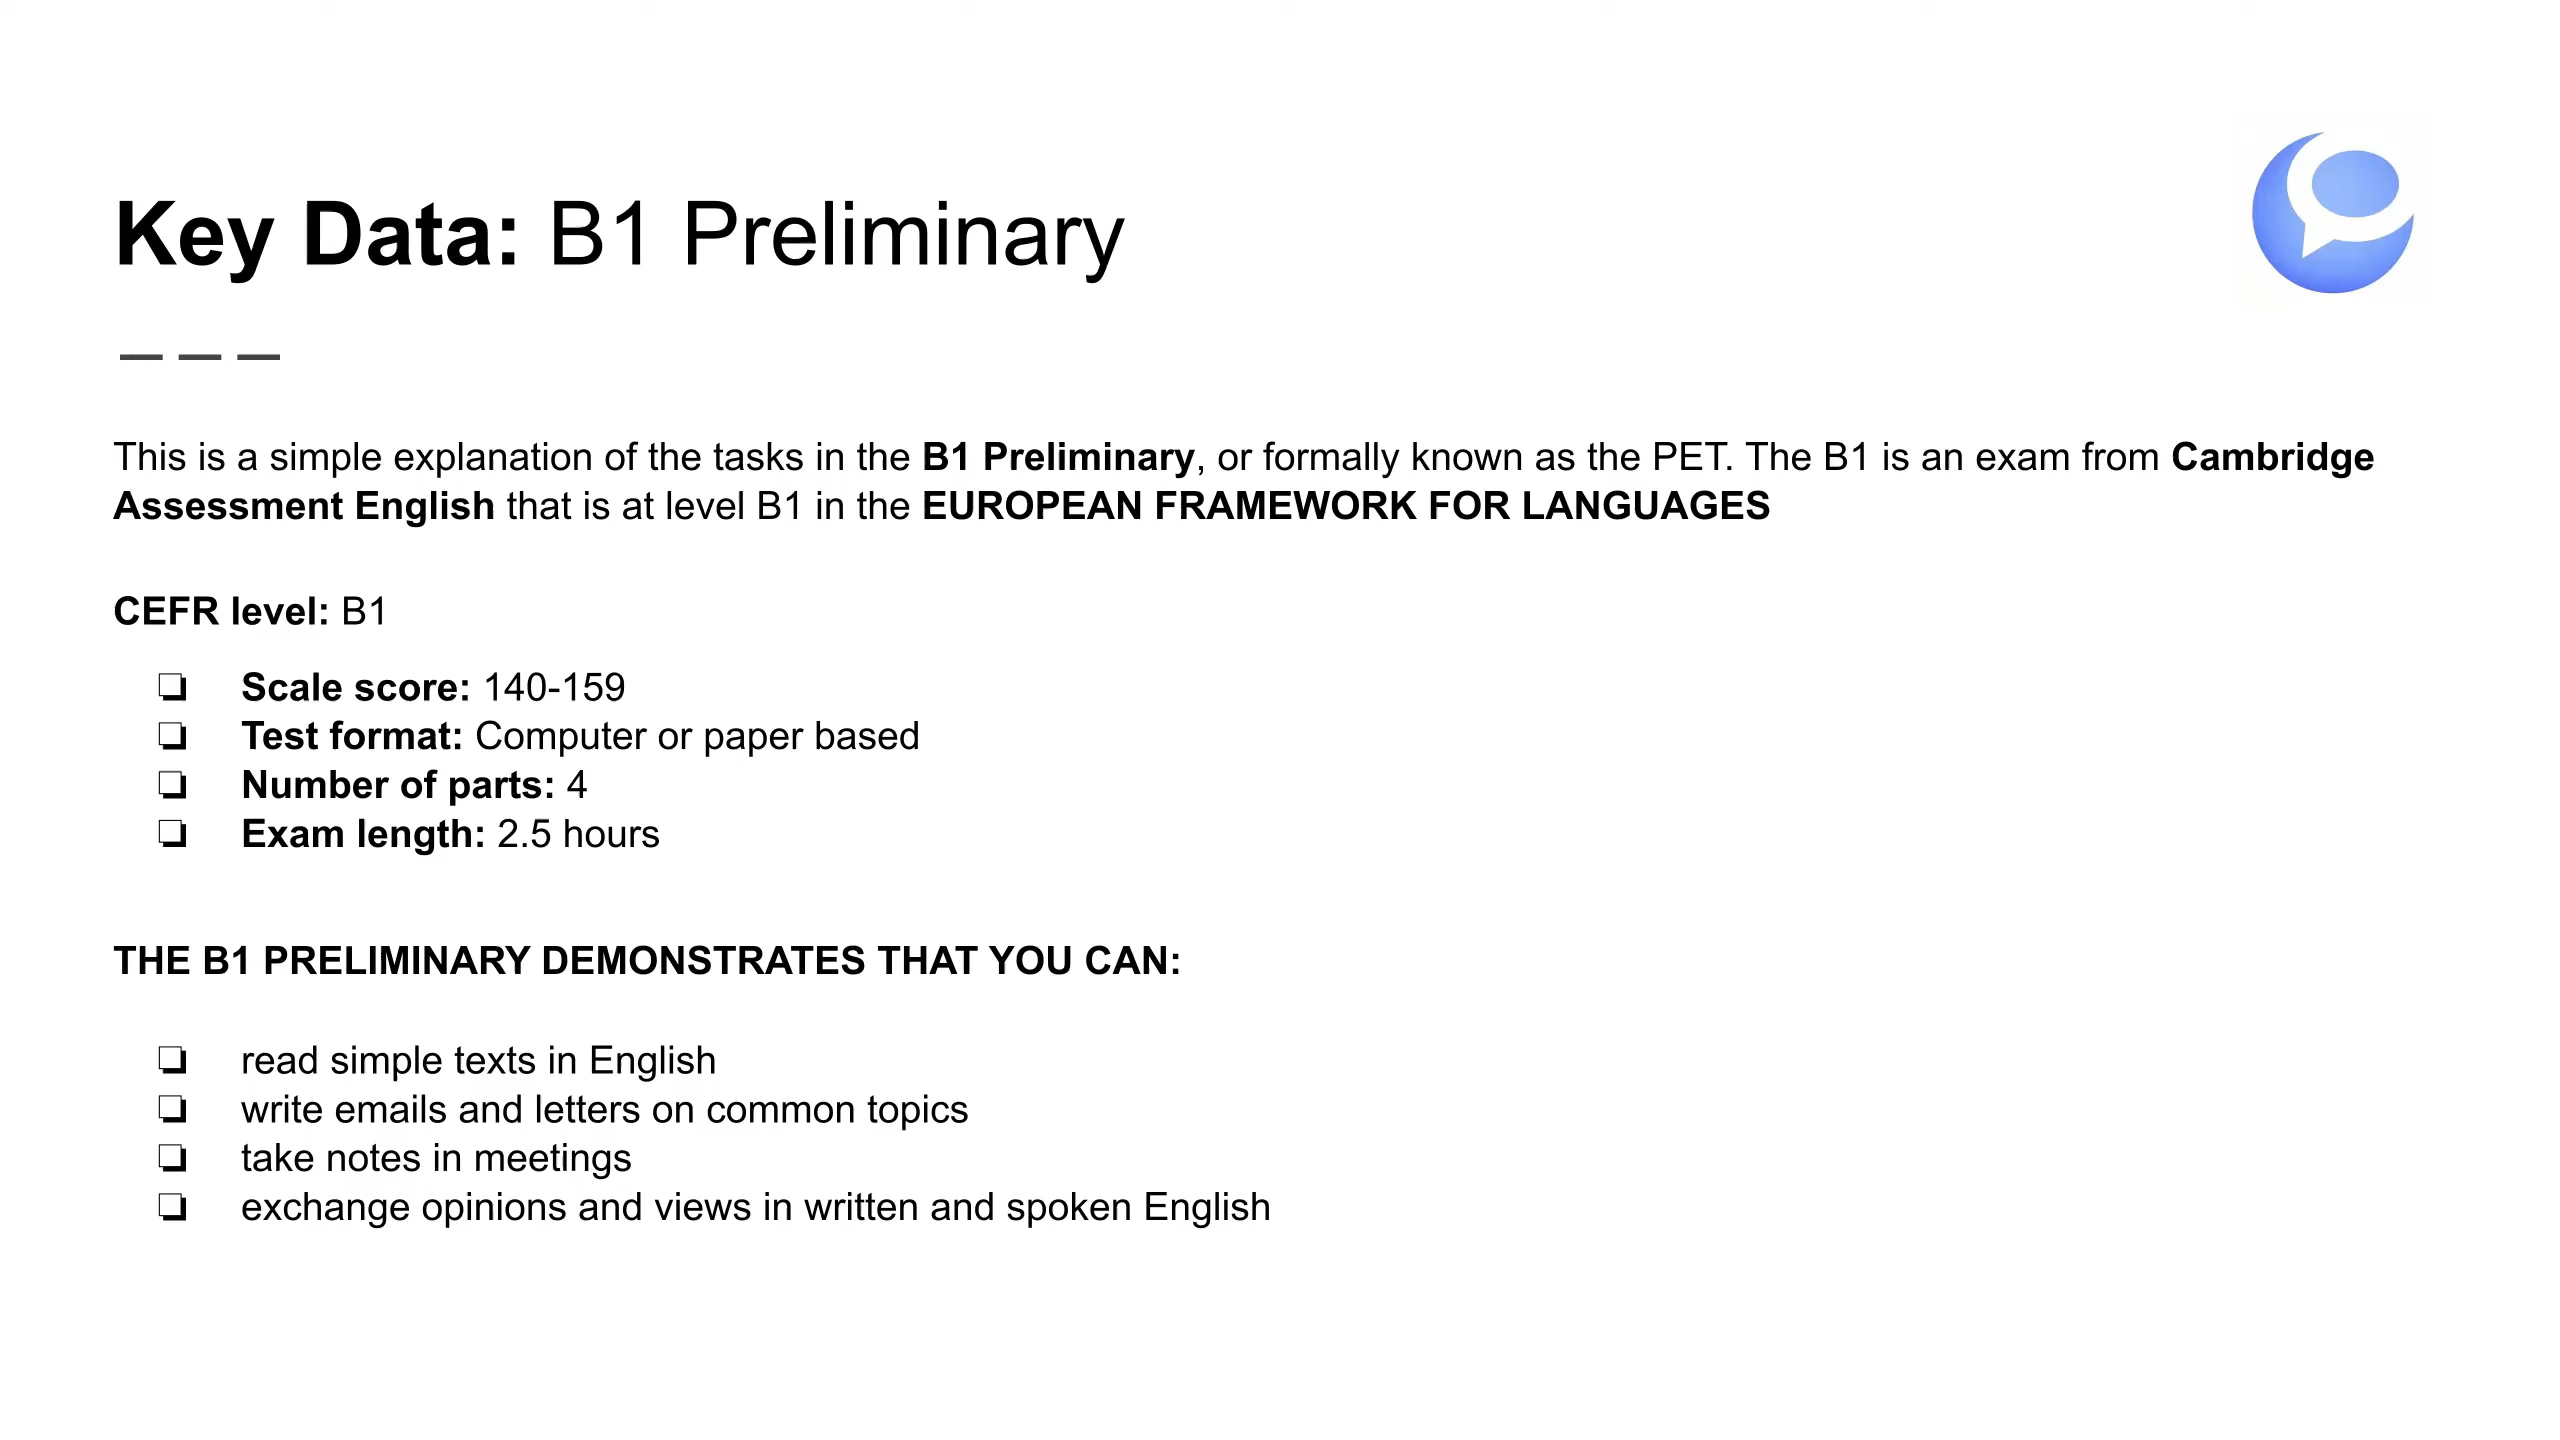 Key Data: B1 Preliminary
This is a simple explanation of the tasks in the B1 Preliminary, or formally known as the PET. The B1 is an exam from Cambridge
Assessment English that is at level B1 in the EUROPEAN FRAMEWORK FOR LANGUAGES
CEFR level: B1
❏ Scale score: 140-159
❏ Test format: Computer or paper based
❏ Number of parts: 4
❏ Exam length: 2.5 hours
THE B1 PRELIMINARY DEMONSTRATES THAT YOU CAN:
❏ read simple texts in English
❏ write emails and letters on common topics
❏ take notes in meetings
❏ exchange opinions and views in written and spoken English